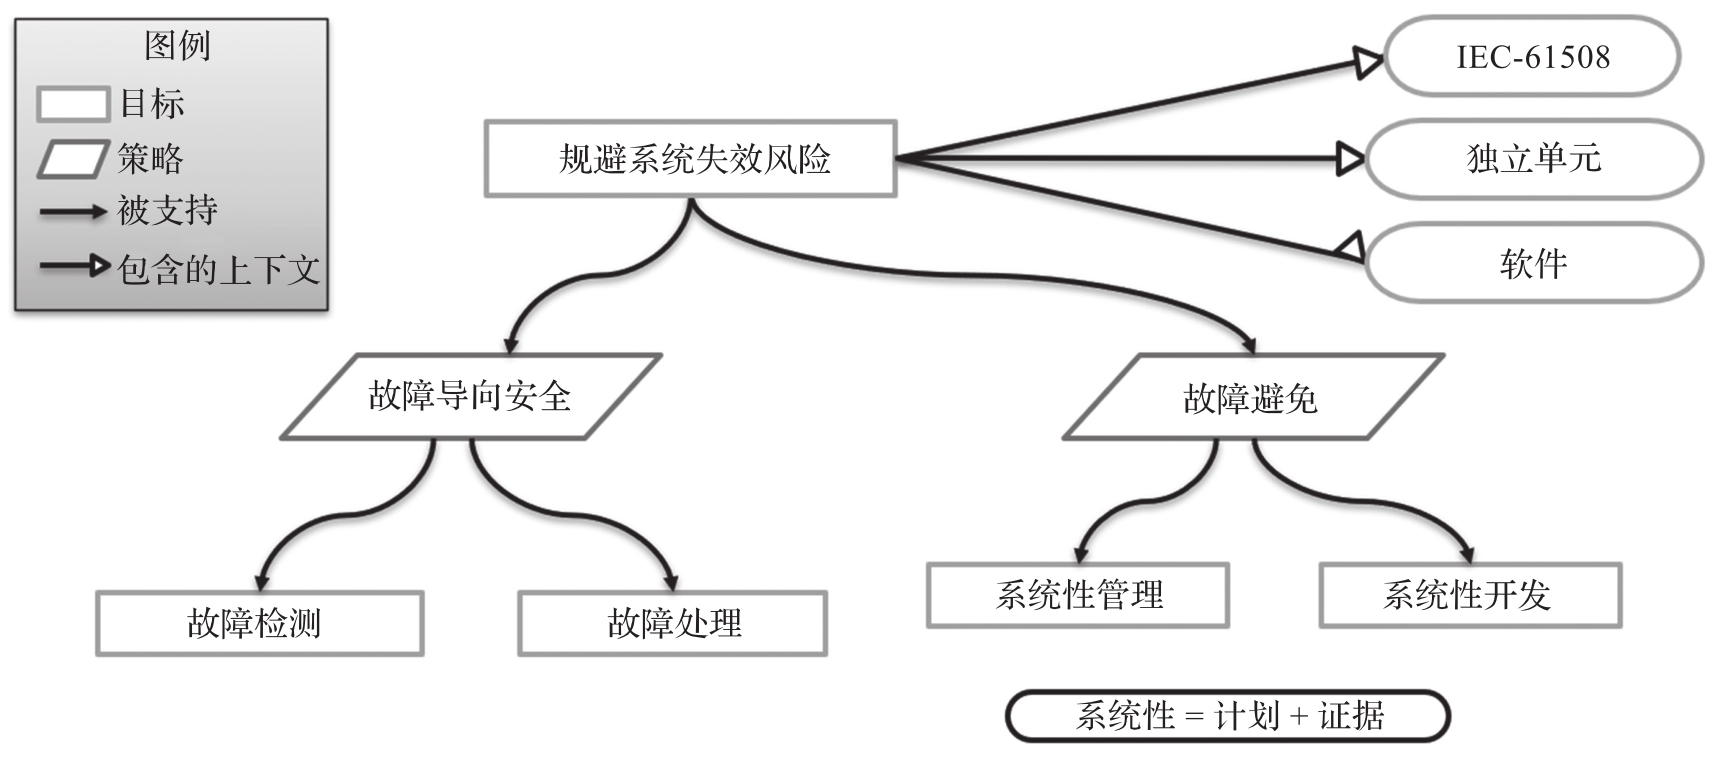 图例
目标
策略
被支持
包含的上下文
规避系统失效风险
IEC-61508
独立单元
软件
故障导向安全
故障避免
故障检测
故障处理
系统性管理
系统性开发
系统性 = 计划 + 证据